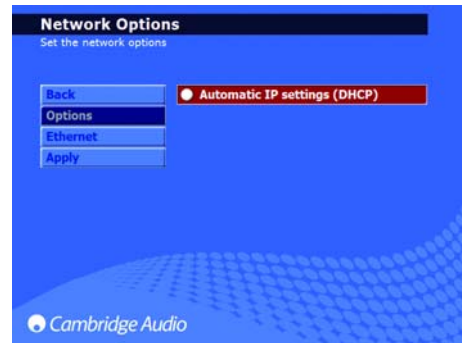 Network Options
Set the network options
Back
Automatic IP settings (DHCP)
Options
Ethernet
Apply
Cambridge Audio